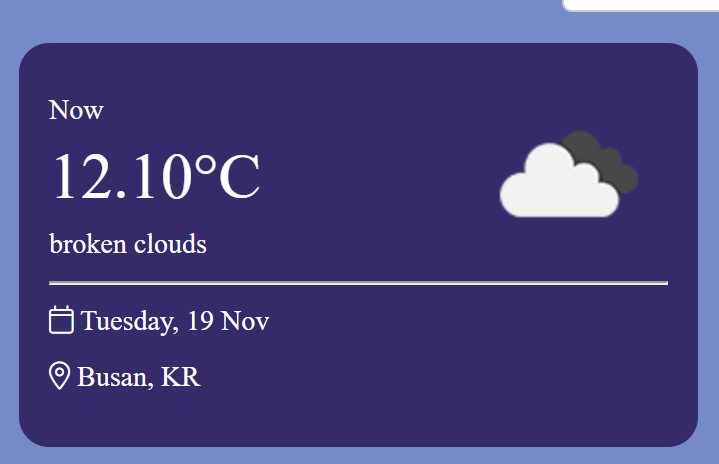 Now
12.10°C
broken clouds
Tuesday, 19 Nov
Busan, KR